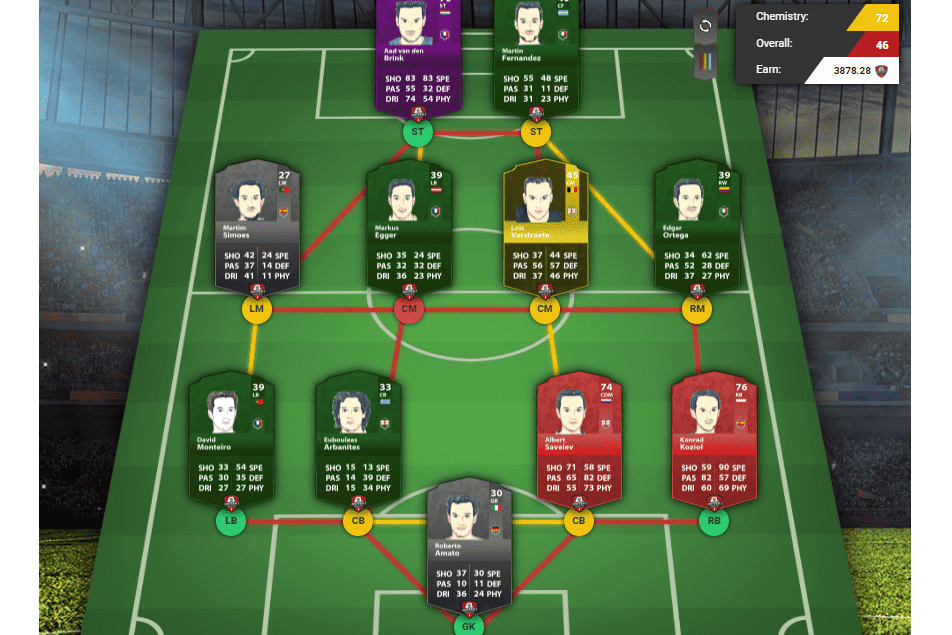 Chemistry: 72
Overall: 46
Earn: 3878.28
ST
CF
Aad van den
Brink
SHO 83 83 SPE
PAS 55 32 DEF
DRI 74 54 PHY
Martin
Fernandez
SHO 55 48 SPE
PAS 31 11 DEF
DRI 31 23 PHY
ST
ST
27
LW
Martim
Simoes
SHO 42 24 SPE
PAS 37 14 DEF
DRI 41 11 PHY
39
LB
Markus
Egger
SHO 35 24 SPE
PAS 32 32 DEF
DRI 36 23 PHY
45
Verstraete
SHO 37 44 SPE
PAS 56 57 DEF
DRI 37 46 PHY
39
RW
Edgar
Ortega
SHO 34 62 SPE
PAS 52 28 DEF
DRI 37 27 PHY
LM
CM
CM
RM
39
LB
David
Monteiro
SHO 33 54 SPE
PAS 30 35 DEF
DRI 27 27 PHY
33
CB
Eubouleas
Arbanites
SHO 15 13 SPE
PAS 14 39 DEF
DRI 15 34 PHY
74
CDM
Albert
Savelev
SHO 71 58 SPE
PAS 65 82 DEF
DRI 55 73 PHY
76
RB
Konrad
Koziol
SHO 59 90 SPE
PAS 82 57 DEF
DRI 60 69 PHY
LB
CB
CB
RB
30
GK
Roberto
Amato
SHO 37 30 SPE
PAS 10 11 DEF
DRI 36 24 PHY
GK